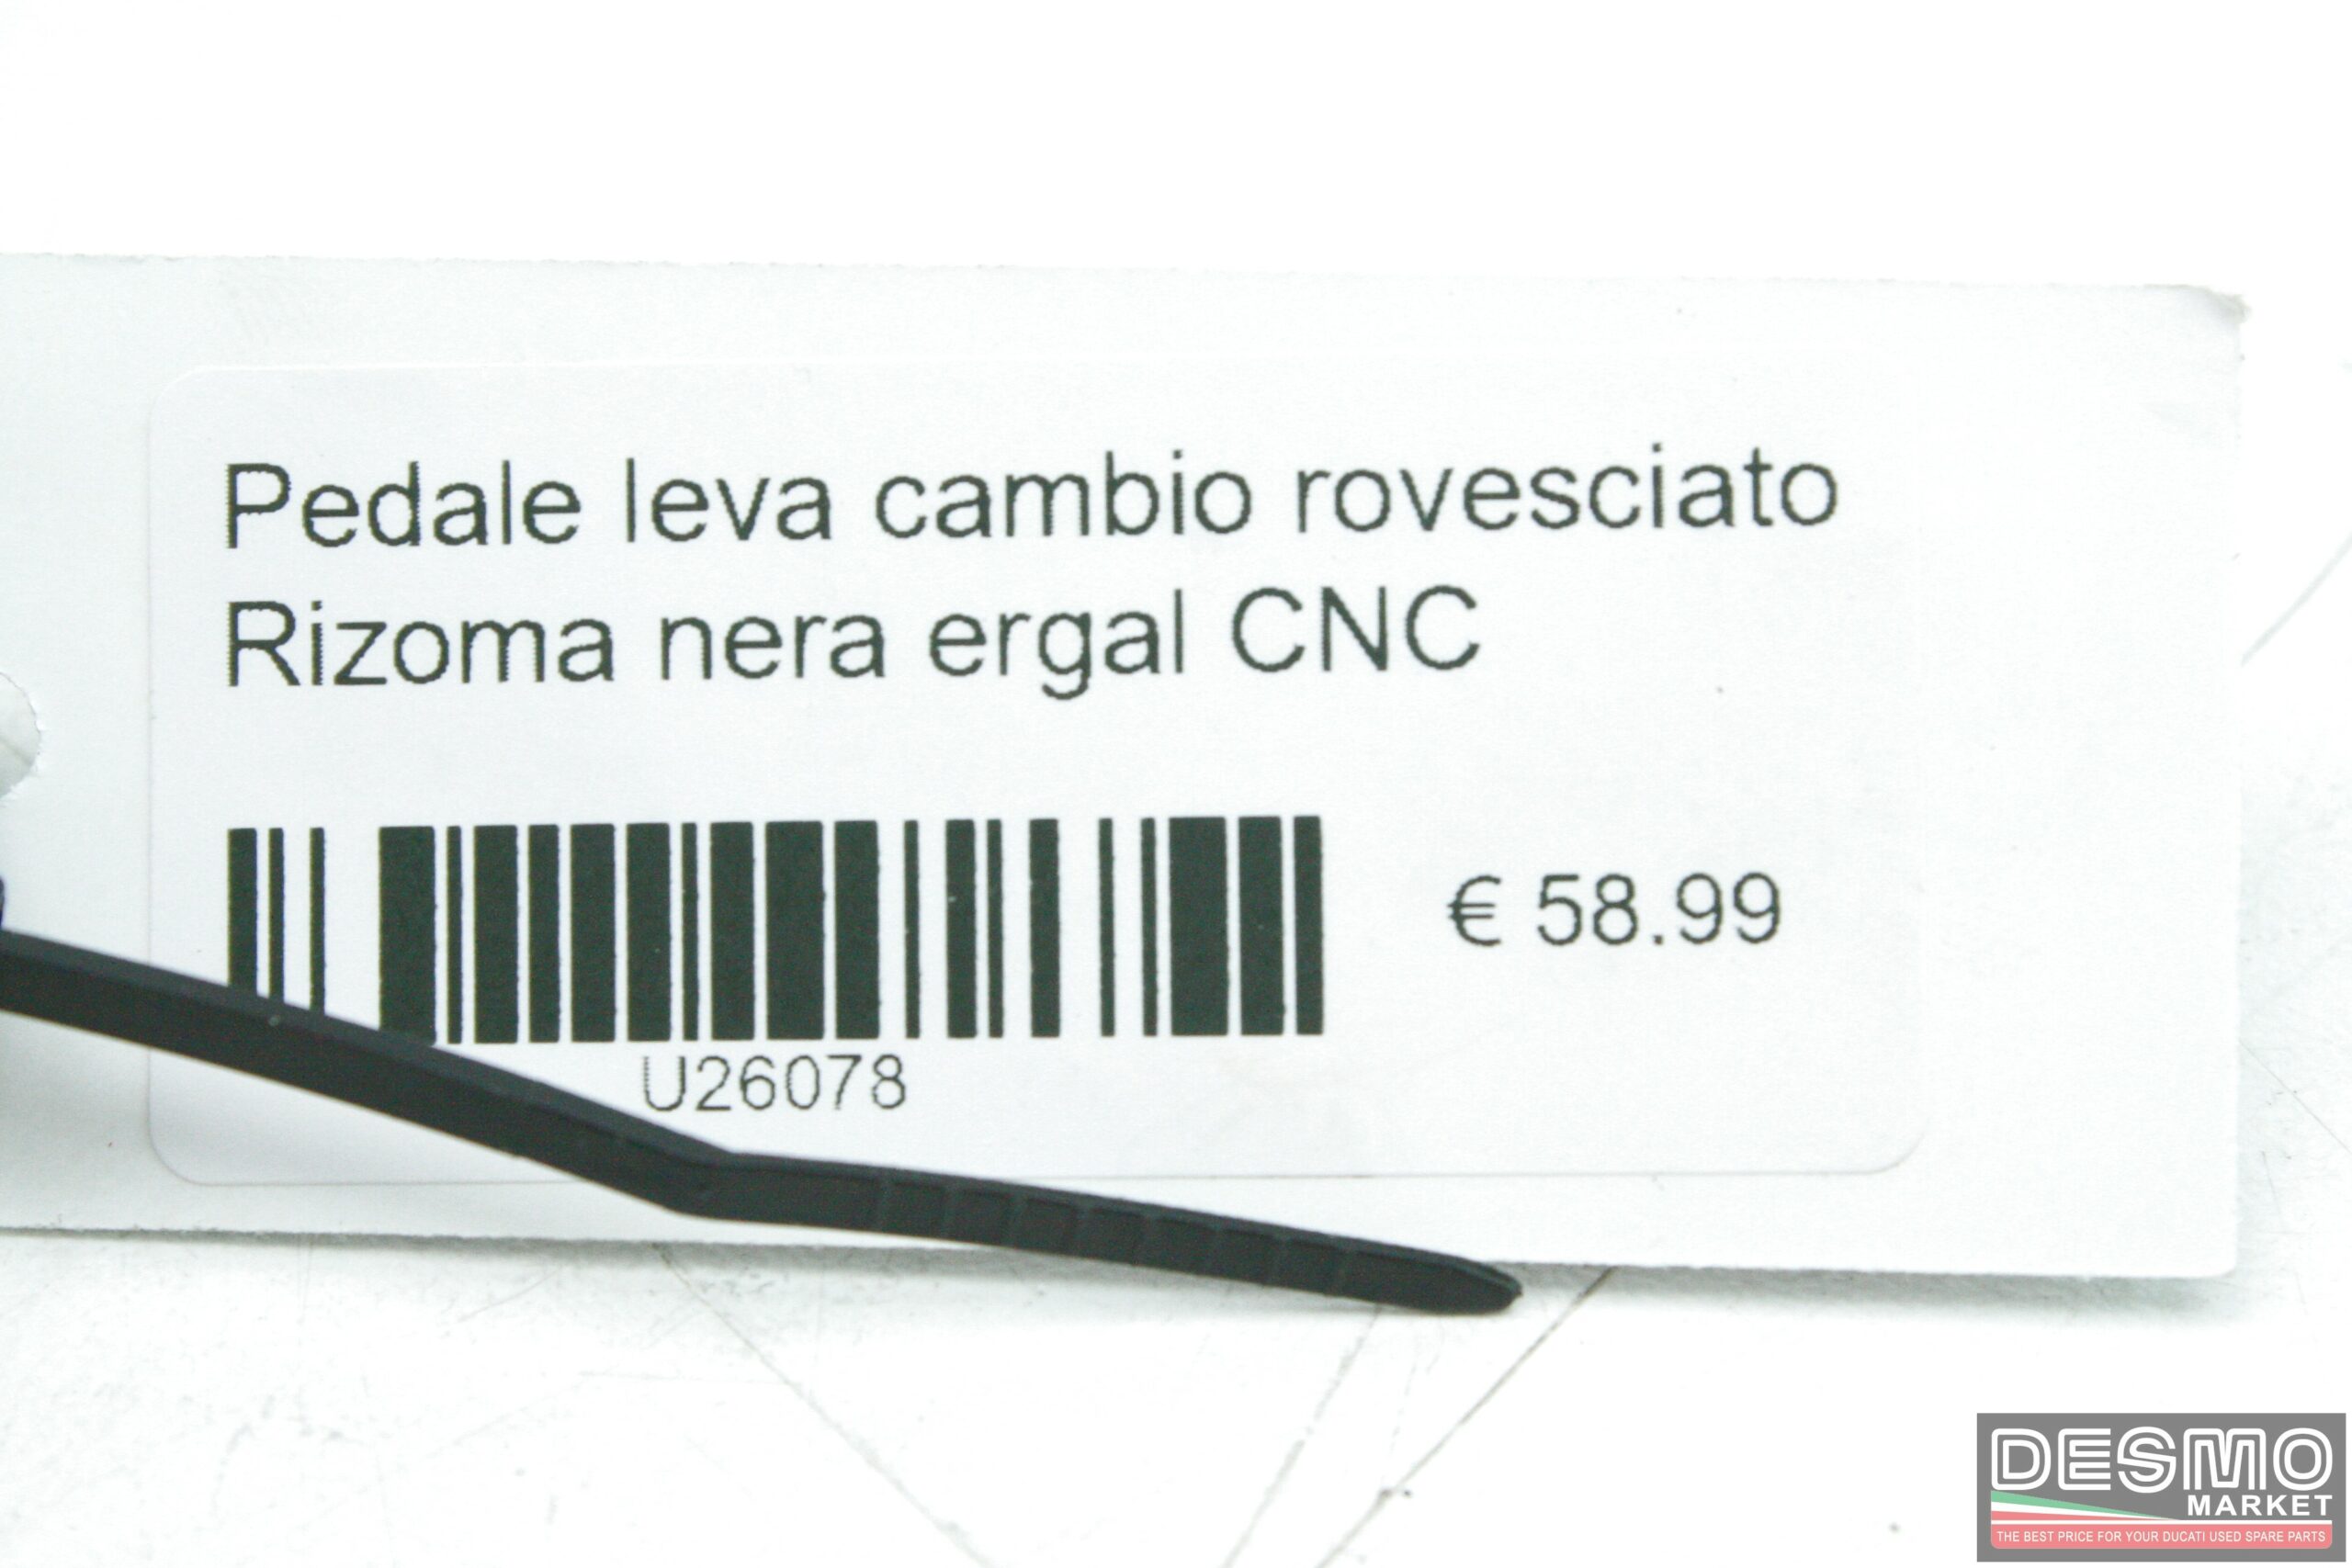 Pedale leva cambio rovesciato
Rizoma nera ergal CNC
€ 58.99
U26078
DESMO
MARKET
THE BEST PRICE FOR YOUR DUCATI USED SPARE PARTS